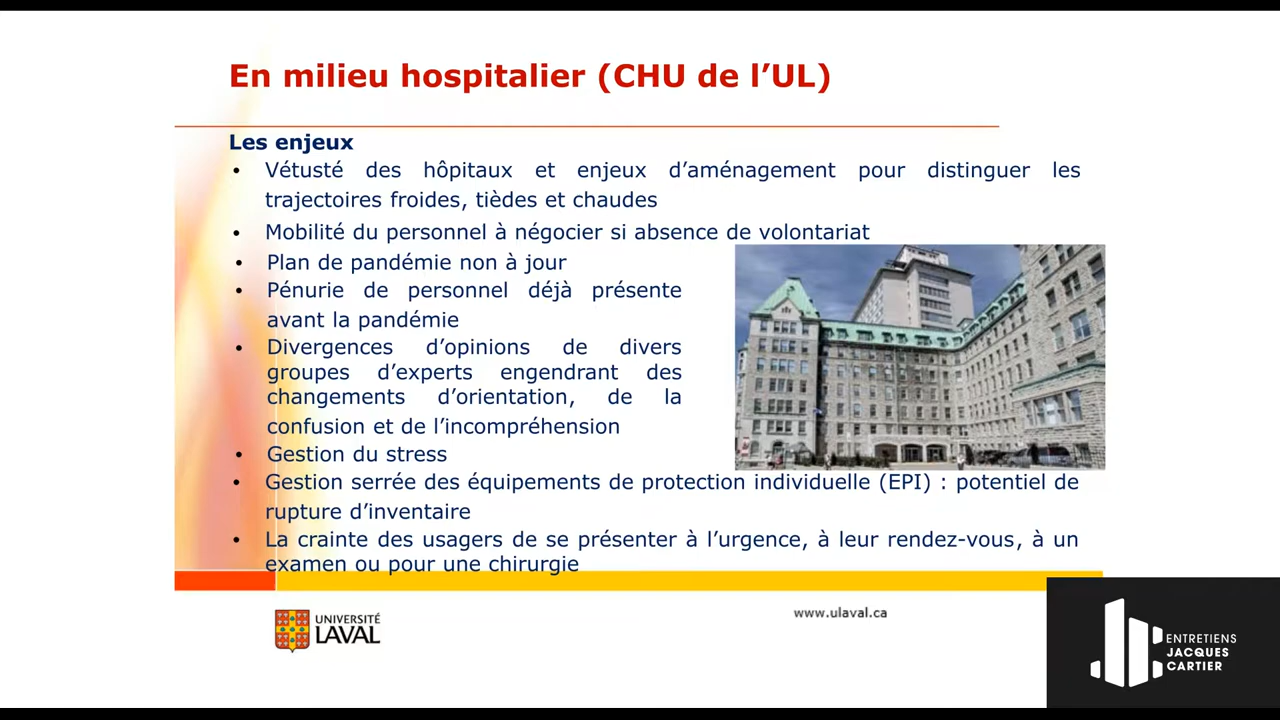 En milieu hospitalier (CHU de l’UL)
Les enjeux
• Vétusté des hôpitaux et enjeux d’aménagement pour distinguer les
trajectoires froides, tièdes et chaudes
• Mobilité du personnel à négocier si absence de volontariat
• Plan de pandémie non à jour
• Pénurie de personnel déjà présente
avant la pandémie
• Divergences d’opinions de divers
groupes d’experts engendrant des
changements d’orientation, de la
confusion et de l’incompréhension
• Gestion du stress
• Gestion serrée des équipements de protection individuelle (EPI) : potentiel de
rupture d’inventaire
• La crainte des usagers de se présenter à l’urgence, à leur rendez-vous, à un
examen ou pour une chirurgie
UNIVERSITÉ
LAVAL
www.ulaval.ca
ENTRETIENS
JACQUES
CARTIER